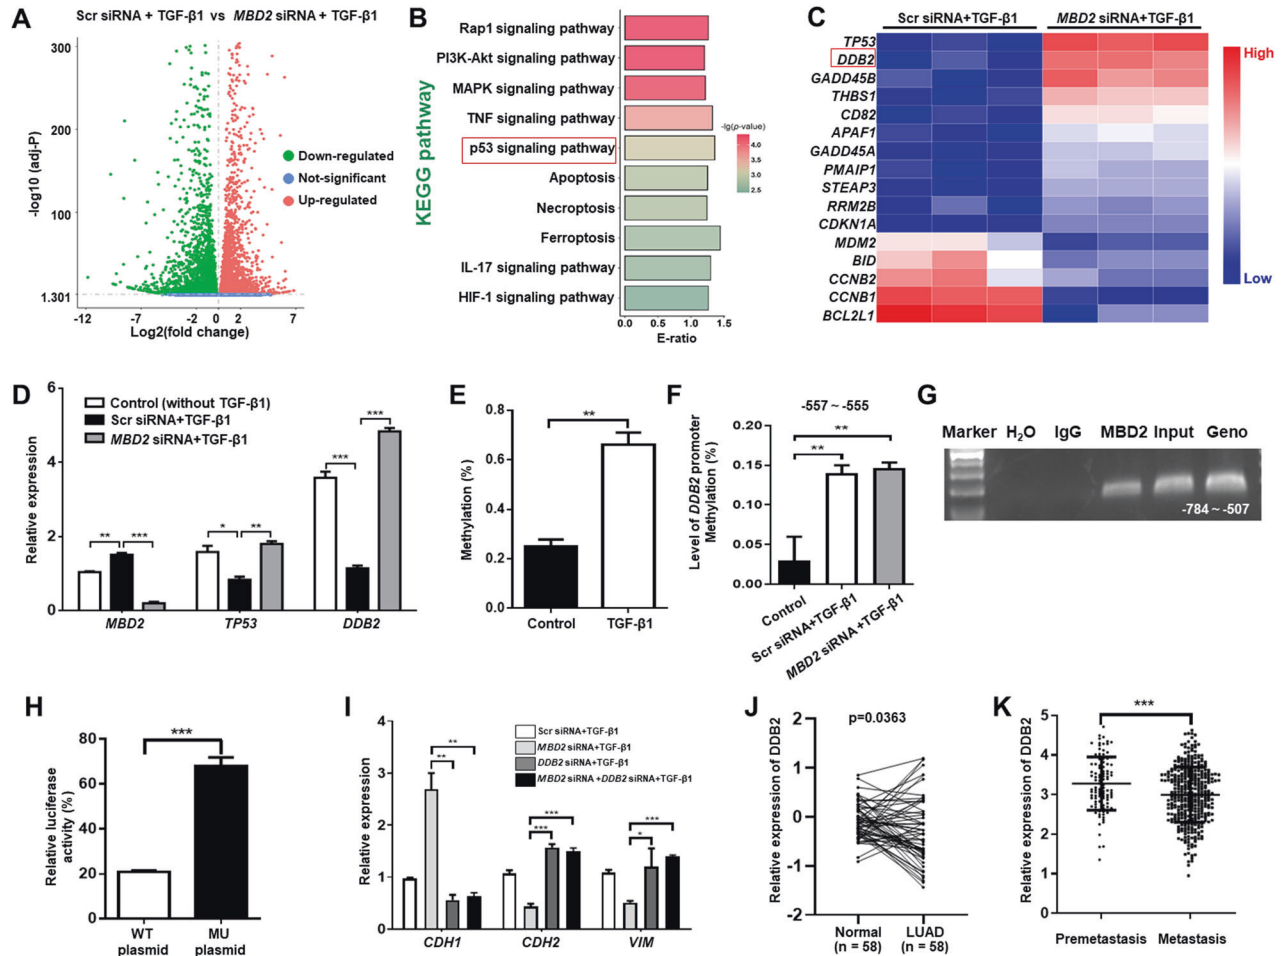 A
Scr siRNA + TGF-β1 vs MBD2 siRNA + TGF-β1
300
200
100
1.301
-log10 (adj-P)
-12
-7
-2
0
2
7
Log2(fold change)
Down-regulated
Not-significant
Up-regulated
B
KEGG pathway
Rap1 signaling pathway
PI3K-Akt signaling pathway
MAPK signaling pathway
TNF signaling pathway
p53 signaling pathway
Apoptosis
Necroptosis
Ferroptosis
IL-17 signaling pathway
HIF-1 signaling pathway
0.0
0.5
1.0
1.5
E-ratio
-lg(p-value)
4.0
3.5
3.0
2.5
C
Scr siRNA+TGF-β1
MBD2 siRNA+TGF-β1
TP53
DDB2
GADD45B
THBS1
CD82
APAF1
GADD45A
PMAIP1
STEAP3
RRM2B
CDKN1A
MDM2
BID
CCNB2
CCNB1
BCL2L1
High
Low
D
Relative expression
6
4
2
0
Control (without TGF-β1)
Scr siRNA+TGF-β1
MBD2 siRNA+TGF-β1
**
***
*
**
***
***
MBD2
TP53
DDB2
E
Methylation (%)
0.8
0.6
0.4
0.2
0.0
**
Control
TGF-β1
F
-557 ~ -555
Level of DDB2 promoter
Methylation (%)
0.20
0.15
0.10
0.05
0.00
**
**
Control
Scr siRNA+TGF-β1
MBD2 siRNA +TGF-β1
G
Marker
H2O
IgG
MBD2
Input
Geno
-784 ~ -507
H
Relative luciferase
activity (%)
80
60
40
20
0
***
WT
plasmid
MU
plasmid
I
Relative expression
4
3
2
1
0
Scr siRNA+TGF-β1
MBD2 siRNA+TGF-β1
DDB2 siRNA+TGF-β1
MBD2 siRNA +DDB2 siRNA+TGF-β1
**
**
***
***
***
*
CDH1
CDH2
VIM
J
p=0.0363
Relative expression of DDB2
2
1
0
-1
-2
Normal
(n = 58)
LUAD
(n = 58)
K
***
Relative expression of DDB2
5
4
3
2
1
0
Premetastasis
Metastasis